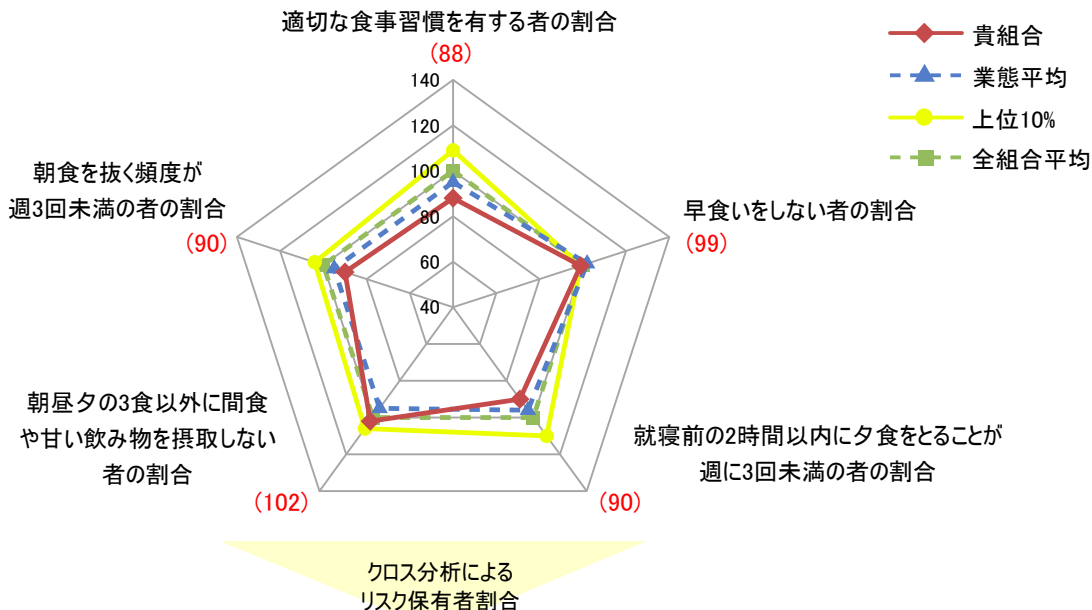 適切な食事習慣を有する者の割合
(88)
貴組合
業態平均
上位10%
全組合平均
140
120
100
80
60
40
朝食を抜く頻度が
週3回未満の者の割合
(90)
早食いをしない者の割合
(99)
朝昼夕の3食以外に間食
や甘い飲み物を摂取しない
者の割合
(102)
就寝前の2時間以内に夕食をとることが
週に3回未満の者の割合
(90)
クロス分析による
リスク保有者割合